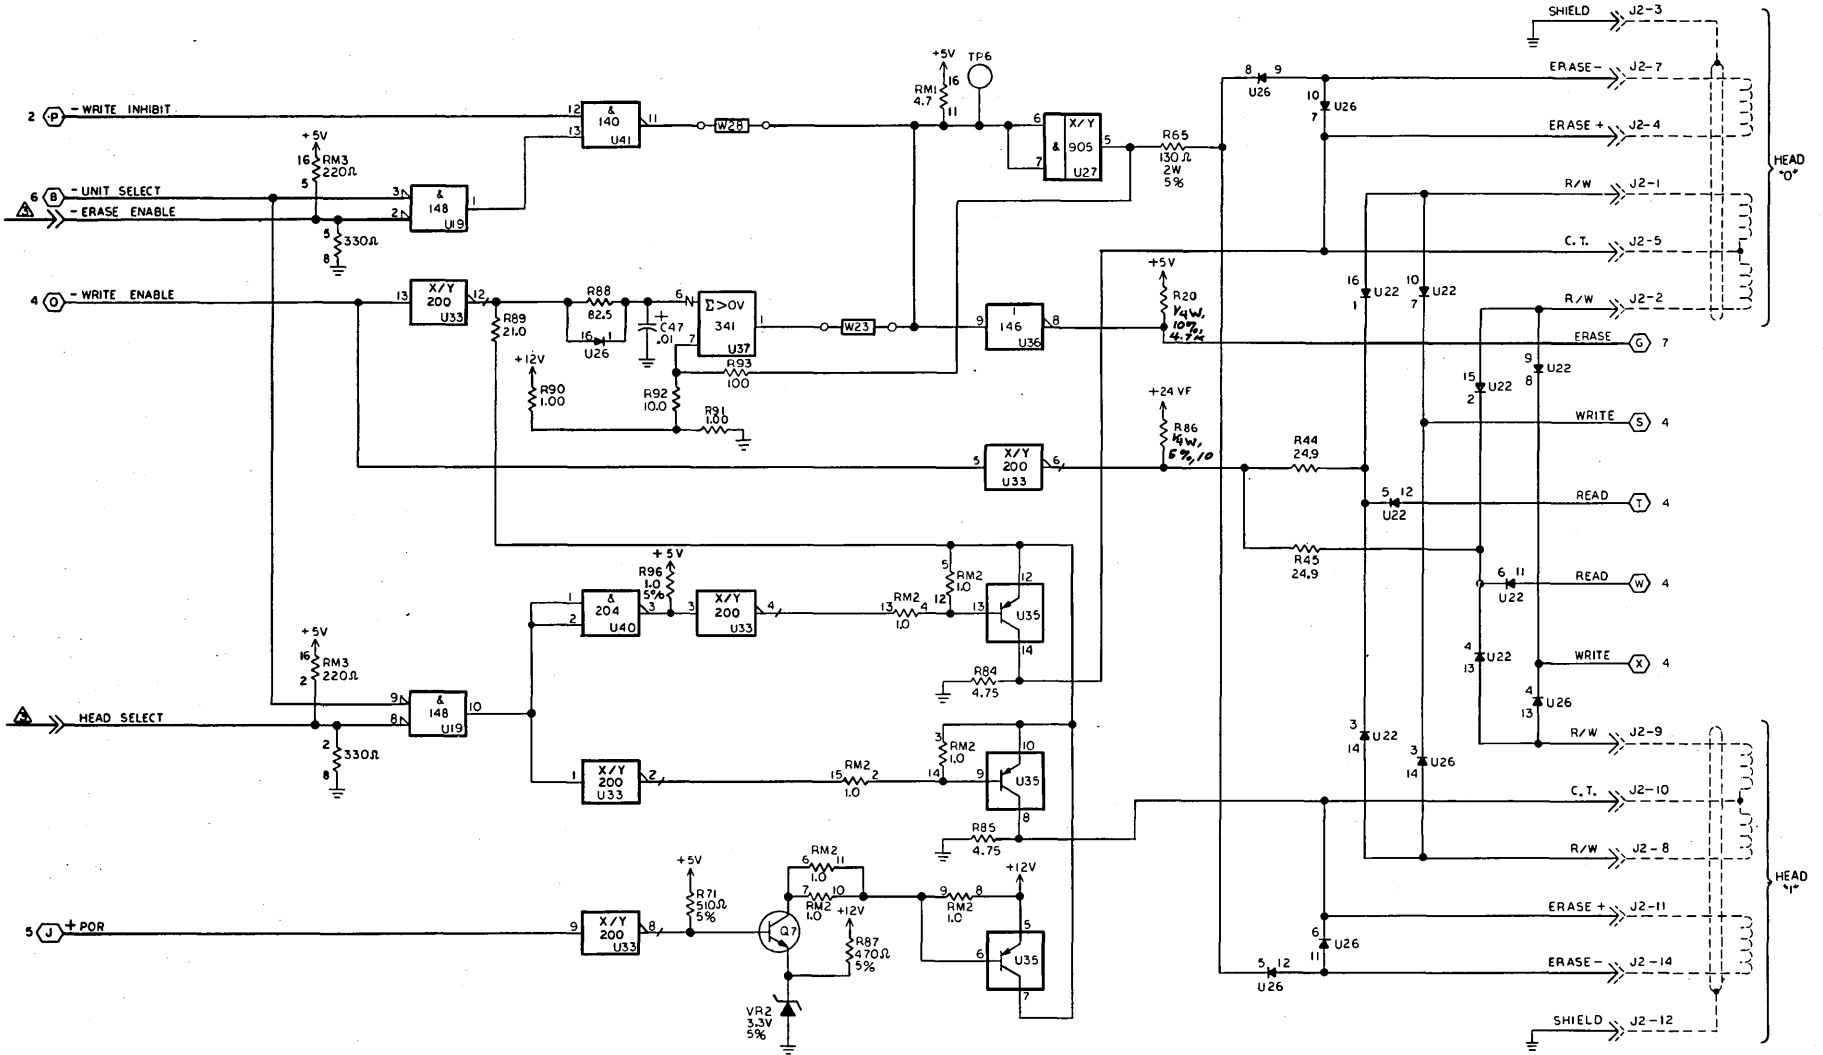 SHIELD J2-3
+5V TP6
RM1 4.7 16 11
8 9 U26
ERASE- J2-7
10 7 U26
ERASE + J2-4
HEAD "O"
2 P - WRITE INHIBIT
12 13 & 140 11 U41
W28
6 7 & X/Y 905 5 U27
R65 130Ω 2W 5%
+5V
16 RM3 220Ω 5
6 B - UNIT SELECT
3 - ERASE ENABLE
3 2 & 148 1 U19
5 330Ω 8
R/W J2-1
C.T. J2-5
R/W J2-2
4 O - WRITE ENABLE
13 X/Y 200 12 U33
R88 82.5
16 1 U26
+ C47 .01
R89 21.0
6 N Σ>0V 341 1 7 U37
W23
9 146 8 U36
+5V
R20 1/4W, 10%, 4.7K
16 1 U22
10 7 U22
ERASE G 7
+12V
R90 1.00
R92 10.0
R93 100
R91 1.00
15 2 U22
9 8 U22
+24 VF
R86 1/4W, 5%, 10
5 X/Y 200 6 U33
R44 24.9
WRITE S 4
5 12 U22
READ T 4
R45 24.9
6 11 U22
READ W 4
+5V
R96 1.0 5%
1 2 & 204 3 U40
3 X/Y 200 4 U33
13 RM2 4 1.0
5 RM2 1.0 12
12 13 U35 14
R84 4.75
4 13 U22
WRITE X 4
4 13 U26
+5V
16 RM3 220Ω 2
3 HEAD SELECT
9 8 & 148 10 U19
2 330Ω 8
1 X/Y 200 2 U33
15 RM2 2 1.0
3 RM2 1.0 14
10 9 U35 8
R85 4.75
3 14 U22
3 14 U26
R/W J2-9
C.T. J2-10
R/W J2-8
HEAD "1"
5 J + POR
9 X/Y 200 8 U33
+5V
R71 510Ω 5%
RM2 6 11 1.0
7 10 RM2 1.0
Q7
+12V
R87 470Ω 5%
VR2 3.3V 5%
9 8 RM2 1.0
+12V
5 6 U35 7
ERASE + J2-11
6 11 U26
5 12 U26
ERASE- J2-14
SHIELD J2-12